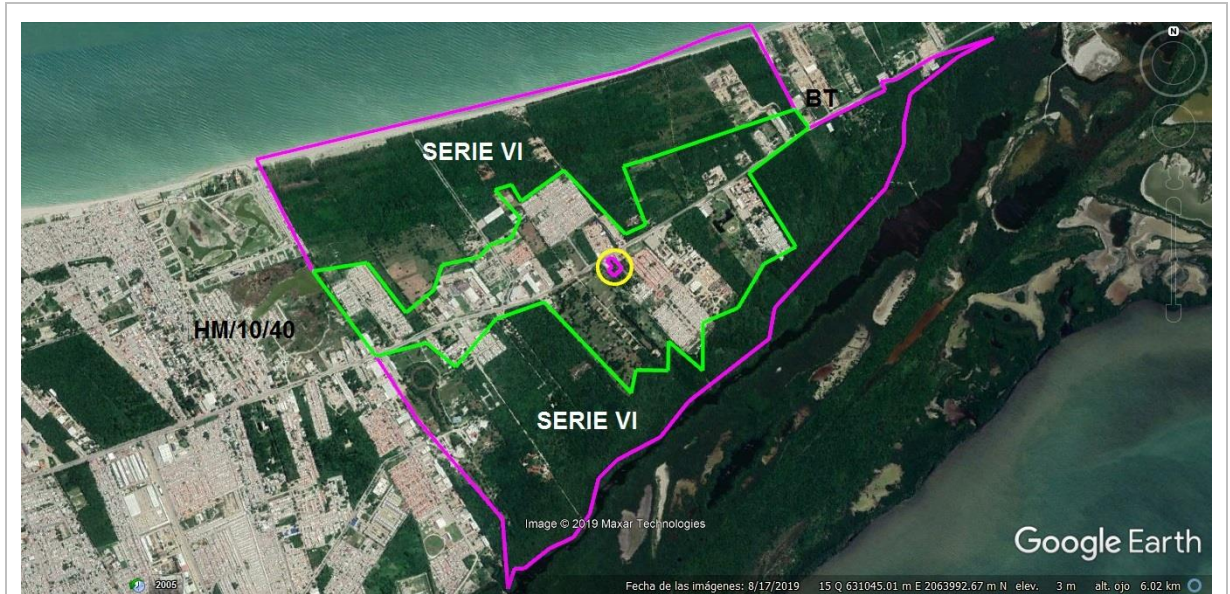 N
BT
SERIE VI
HM/10/40
SERIE VI
Image © 2019 Maxar Technologies
Google Earth
2005
Fecha de las imágenes: 8/17/2019 15 Q 631045.01 m E 2063992.67 m N elev. 3 m alt. ojo 6.02 km